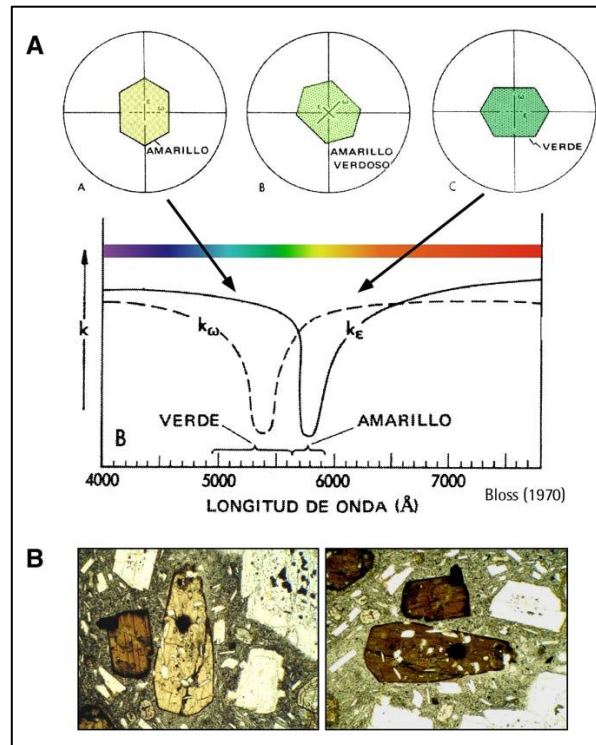 A
ε
ω
AMARILLO
A
ε
ω
AMARILLO
VERDOSO
B
ω
ε
VERDE
C
k
kω
kε
VERDE
AMARILLO
B
4000
5000
6000
7000
LONGITUD DE ONDA (Å)
Bloss (1970)
B